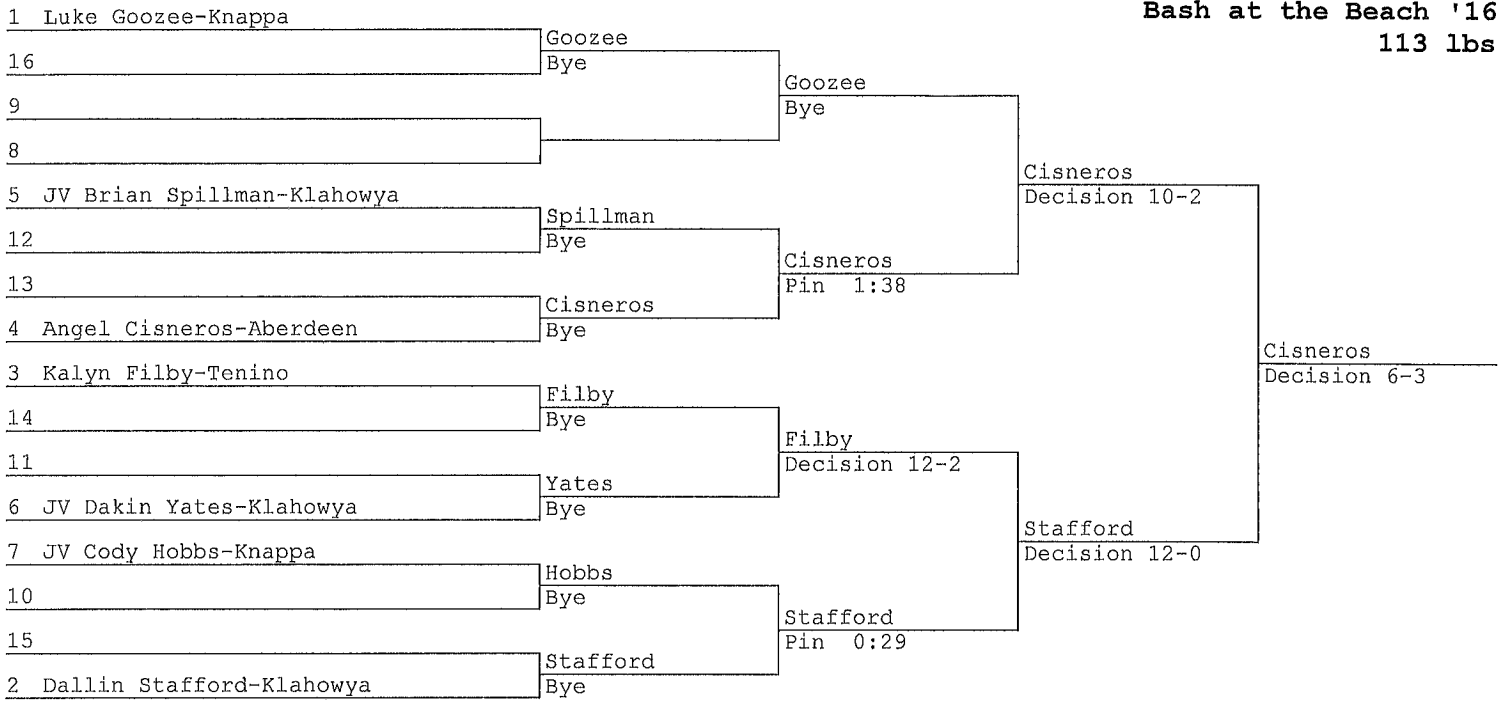 Bash at the Beach '16
113 lbs
1 Luke Goozee-Knappa
16
9
8
5 JV Brian Spillman-Klahowya
12
13
4 Angel Cisneros-Aberdeen
3 Kalyn Filby-Tenino
14
11
6 JV Dakin Yates-Klahowya
7 JV Cody Hobbs-Knappa
10
15
2 Dallin Stafford-Klahowya
Goozee
Bye
Spillman
Bye
Cisneros
Bye
Filby
Bye
Yates
Bye
Hobbs
Bye
Stafford
Bye
Goozee
Bye
Cisneros
Pin 1:38
Filby
Decision 12-2
Stafford
Pin 0:29
Cisneros
Decision 10-2
Stafford
Decision 12-0
Cisneros
Decision 6-3